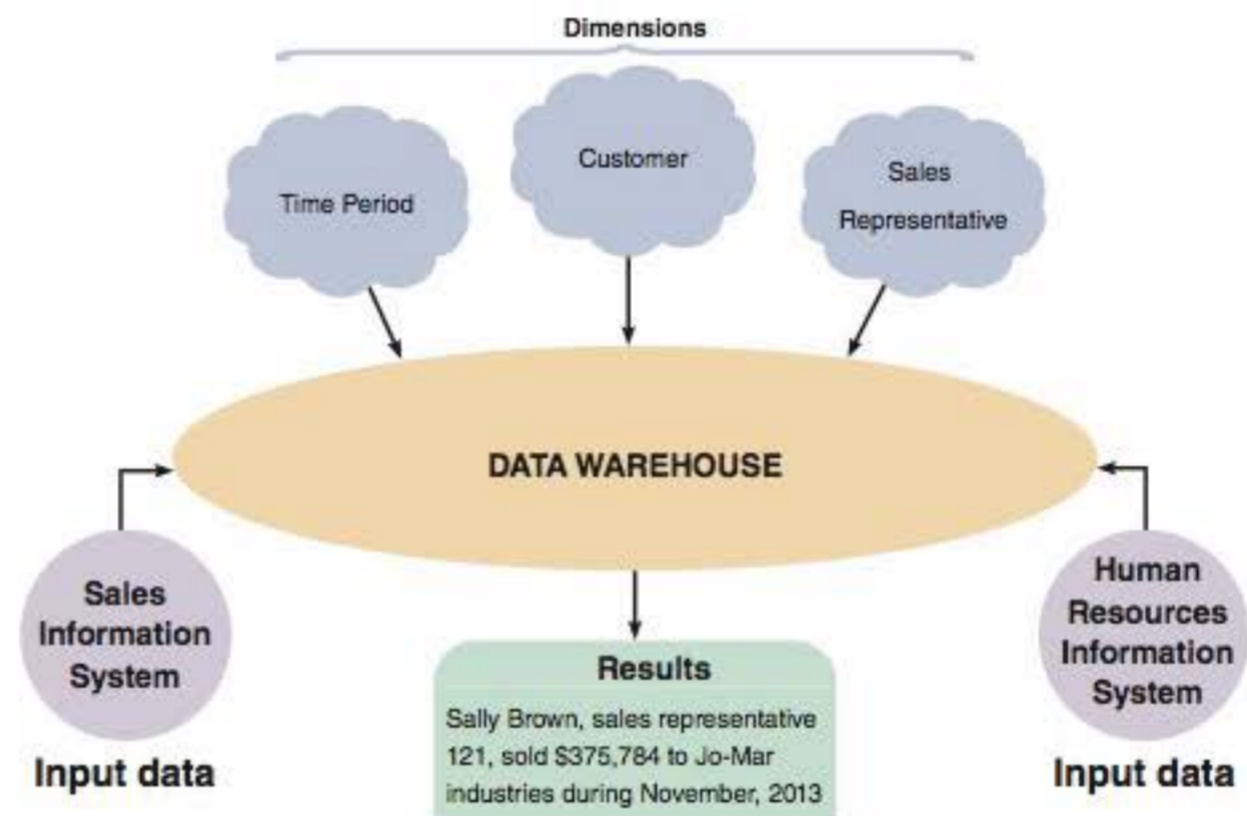 Dimensions
Time Period
Customer
Sales
Representative
DATA WAREHOUSE
Sales
Information
System
Input data
Results
Sally Brown, sales representative
121, sold $375,784 to Jo-Mar
industries during November, 2013
Human
Resources
Information
System
Input data